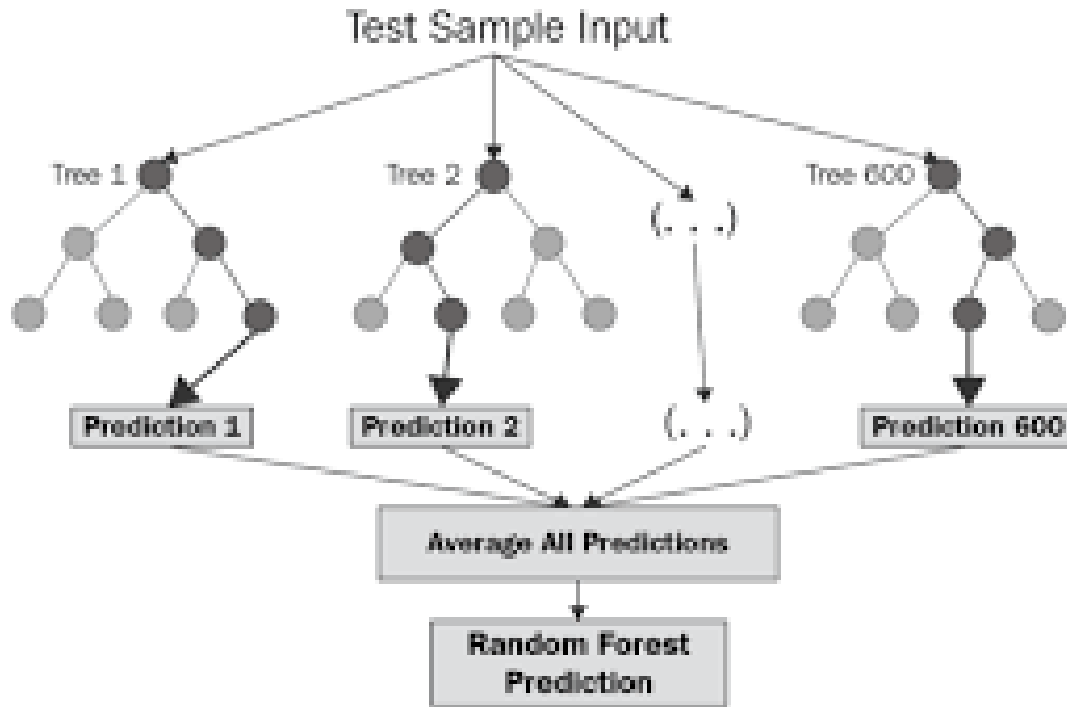 Test Sample Input
Tree 1
Tree 2
Tree 600
(. . .)
Prediction 1
Prediction 2
(. . .)
Prediction 600
Average All Predictions
Random Forest
Prediction